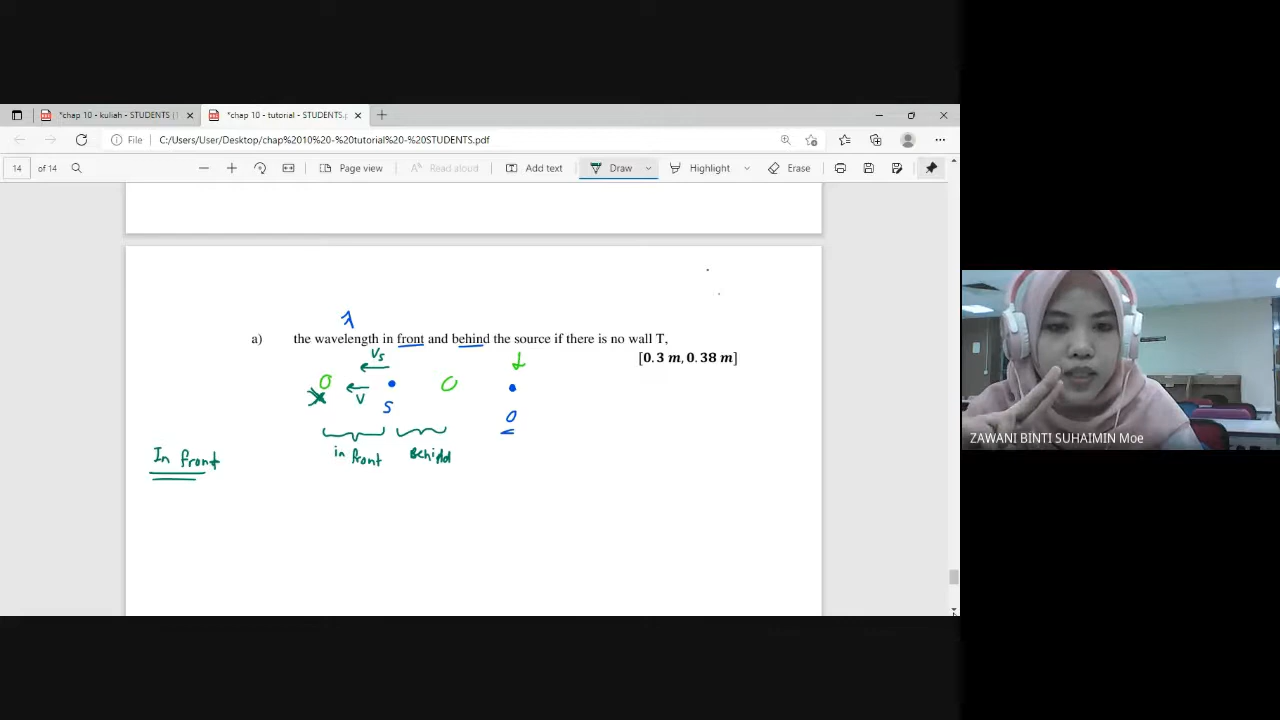 *chap 10 - kuliah - STUDENTS (1
*chap 10 - tutorial - STUDENTS.p
File
C:/Users/User/Desktop/chap%2010%20-%20tutorial%20-%20STUDENTS.pdf
14 of 14
Page view
Read aloud
Add text
Draw
Highlight
Erase
λ
a) the wavelength in front and behind the source if there is no wall T,
[0.3 m, 0.38 m]
Vs
O
V
S
O
O
in front
Behind
In front
ZAWANI BINTI SUHAIMIN Moe